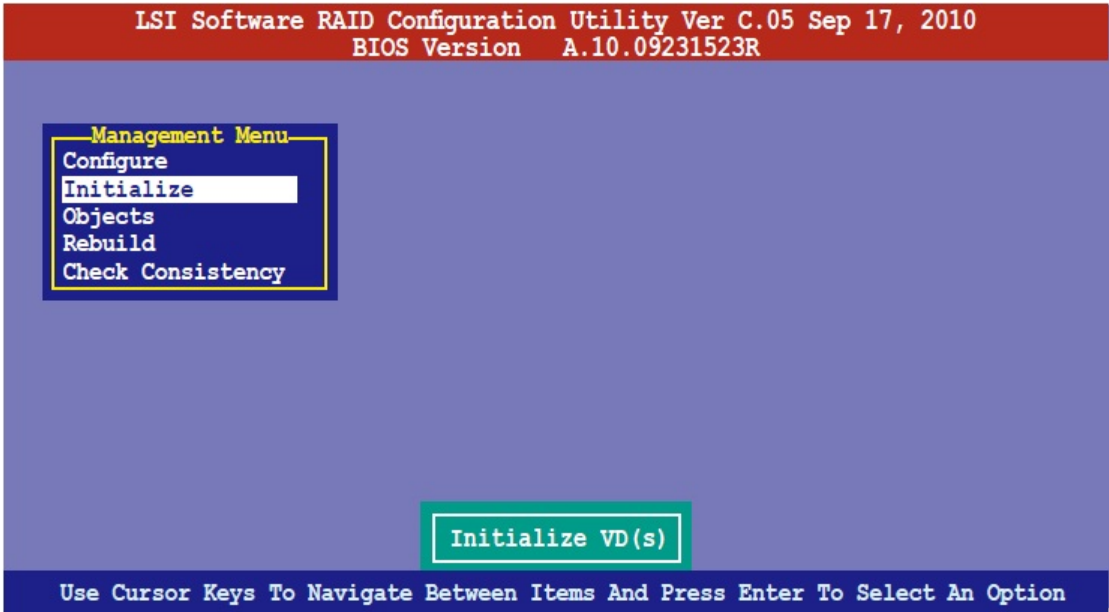 LSI Software RAID Configuration Utility Ver C.05 Sep 17, 2010
BIOS Version A.10.09231523R
Management Menu
Configure
Initialize
Objects
Rebuild
Check Consistency
Initialize VD(s)
Use Cursor Keys To Navigate Between Items And Press Enter To Select An Option